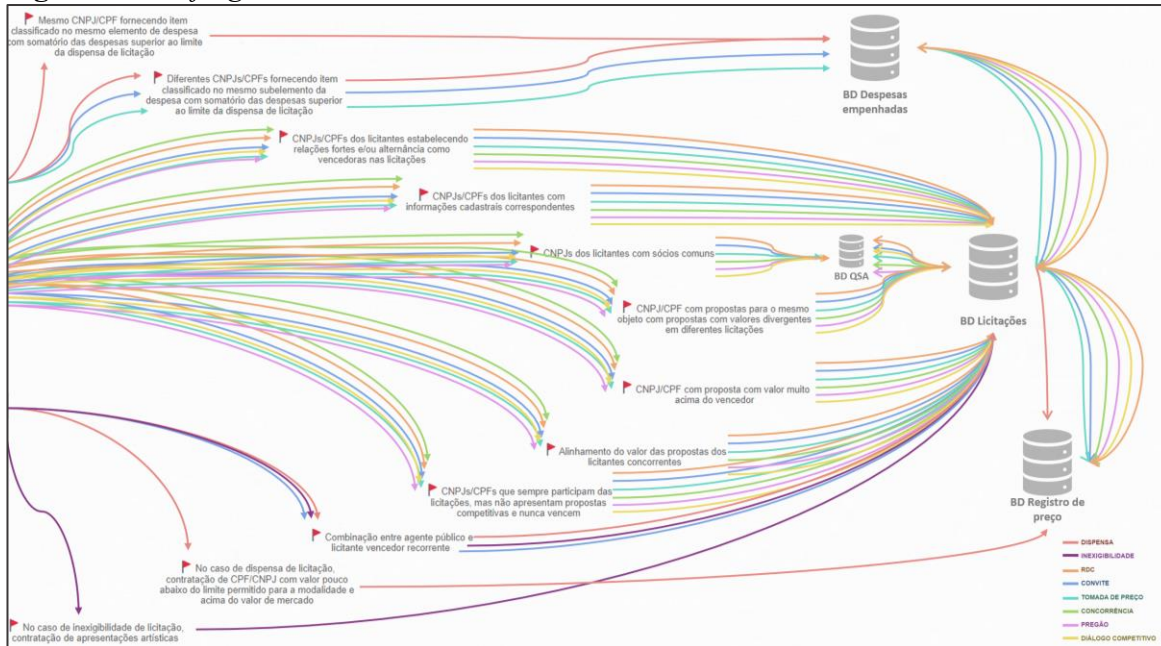 Mesmo CNPJ/CPF fornecendo item
classificado no mesmo elemento de despesa
com somatório das despesas superior ao limite
da dispensa de licitação
Diferentes CNPJs/CPFs fornecendo item
classificado no mesmo subelemento da
despesa com somatório das despesas superior
ao limite da dispensa de licitação
BD Despesas
empenhadas
CNPJs/CPFs dos licitantes estabelecendo
relações fortes e/ou alternância como
vencedoras nas licitações
CNPJs/CPFs dos licitantes com
informações cadastrais correspondentes
CNPJs dos licitantes com sócios comuns
BD QSA
BD Licitações
CNPJ/CPF com propostas para o mesmo
objeto com propostas com valores divergentes
em diferentes licitações
CNPJ/CPF com proposta com valor muito
acima do vencedor
Alinhamento do valor das propostas dos
licitantes concorrentes
CNPJs/CPFs que sempre participam das
licitações, mas não apresentam propostas
competitivas e nunca vencem
BD Registro de
preço
Combinação entre agente público e
licitante vencedor recorrente
No caso de dispensa de licitação,
contratação de CPF/CNPJ com valor pouco
abaixo do limite permitido para a modalidade e
acima do valor de mercado
No caso de inexigibilidade de licitação,
contratação de apresentações artísticas
DISPENSA
INEXIGIBILIDADE
RDC
CONVITE
TOMADA DE PREÇO
CONCORRÊNCIA
PREGÃO
DIÁLOGO COMPETITIVO